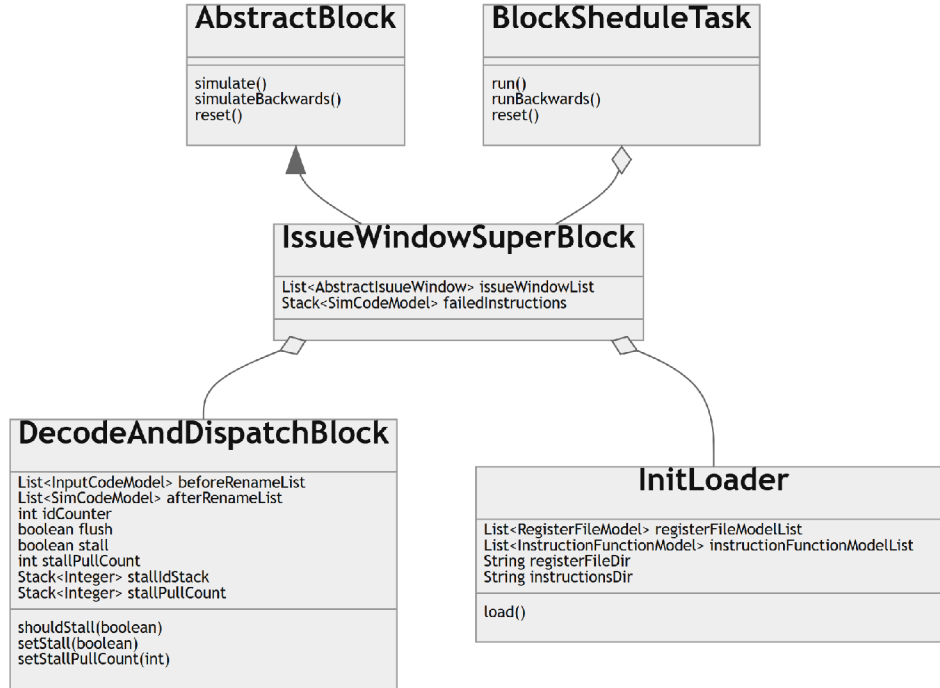 AbstractBlock
simulate()
simulateBackwards()
reset()
BlockSheduleTask
run()
runBackwards()
reset()
IssueWindowSuperBlock
List<AbstractIsuueWindow> issueWindowList
Stack<SimCodeModel> failedInstructions
DecodeAndDispatchBlock
List<InputCodeModel> beforeRenameList
List<SimCodeModel> afterRenameList
int idCounter
boolean flush
boolean stall
int stallPullCount
Stack<Integer> stallIdStack
Stack<Integer> stallPullCount
shouldStall(boolean)
setStall(boolean)
setStallPullCount(int)
InitLoader
List<RegisterFileModel> registerFileModelList
List<InstructionFunctionModel> instructionFunctionModelList
String registerFileDir
String instructionsDir
load()